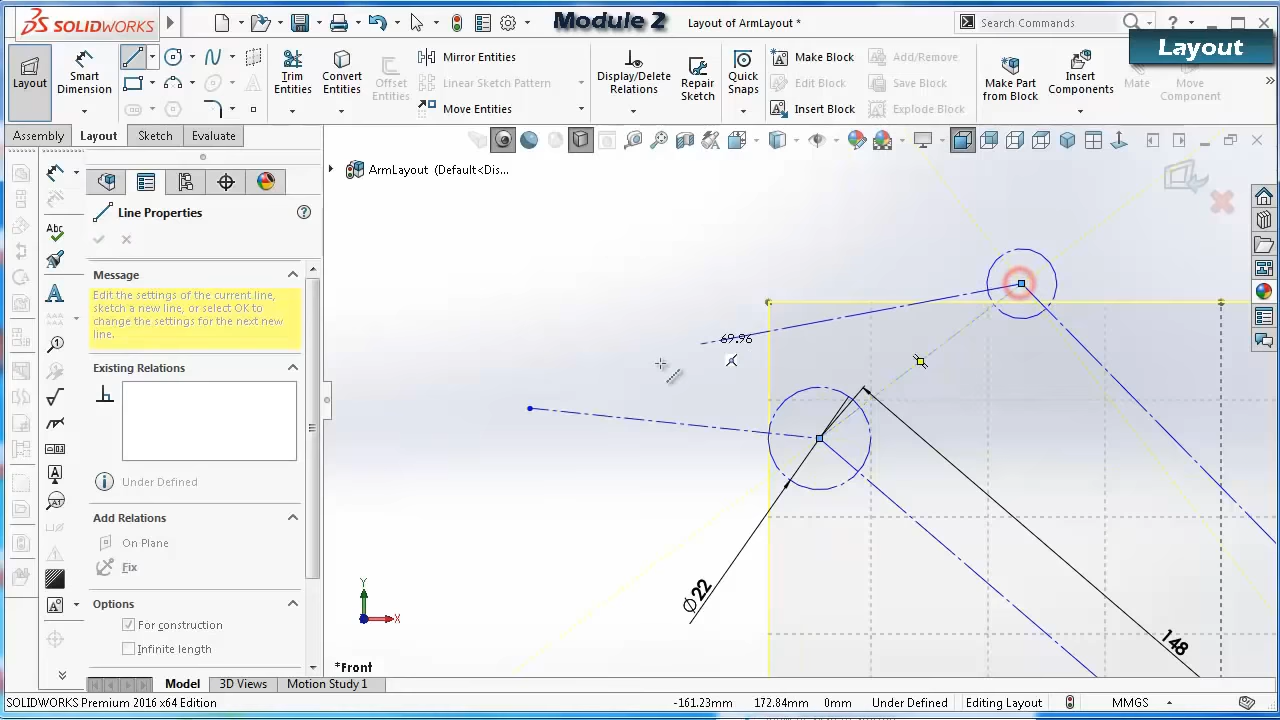 SOLIDWORKS
Module 2
Layout of ArmLayout *
Search Commands
Layout
Layout
Smart
Dimension
Trim
Entities
Convert
Entities
Offset
Entities
Mirror Entities
Linear Sketch Pattern
Move Entities
Display/Delete
Relations
Repair
Sketch
Quick
Snaps
Make Block
Edit Block
Insert Block
Add/Remove
Save Block
Explode Block
Make Part
from Block
Insert
Components
Mate
Move
Component
Assembly
Layout
Sketch
Evaluate
ArmLayout (Default<Dis...
Line Properties
Message
Edit the settings of the current line,
sketch a new line, or select OK to
change the settings for the next new
line.
Existing Relations
Under Defined
Add Relations
On Plane
Fix
Options
For construction
Infinite length
69.96
Ø22
148
Y
X
*Front
Model
3D Views
Motion Study 1
SOLIDWORKS Premium 2016 x64 Edition
-161.23mm
172.84mm
0mm
Under Defined
Editing Layout
MMGS